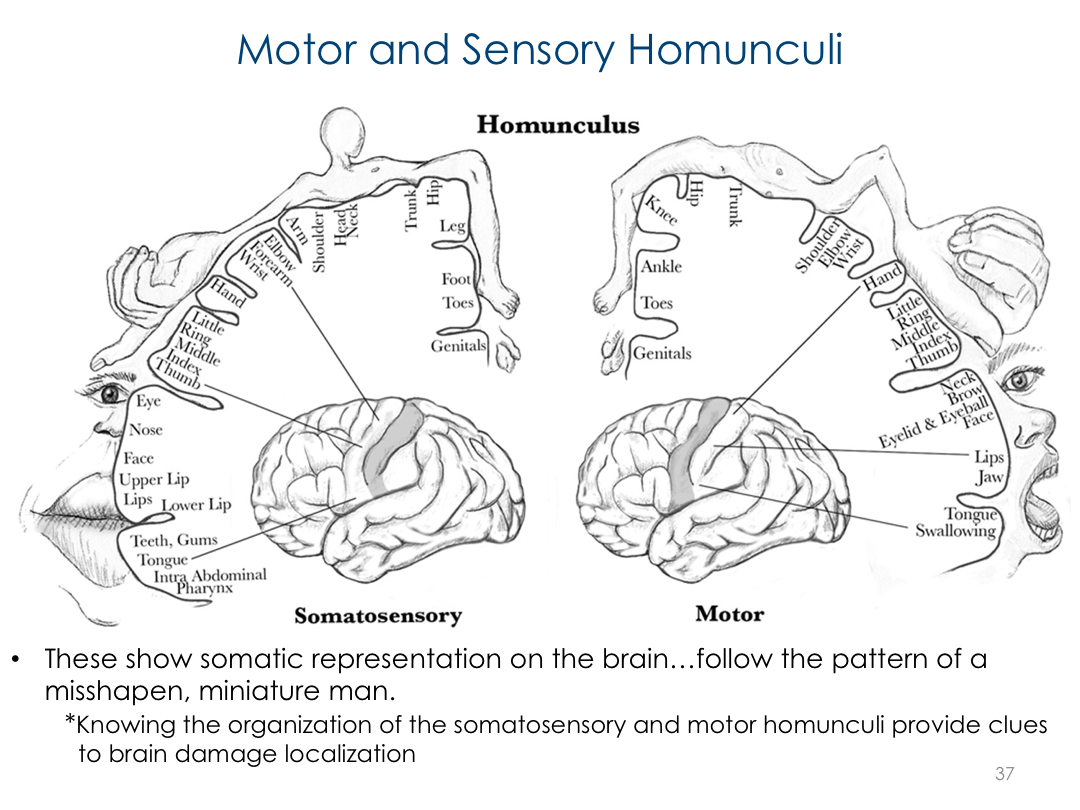 Motor and Sensory Homunculi
Homunculus
Arm
Shoulder
Head
Neck
Trunk
Hip
Leg
Elbow
Forearm
Wrist
Hand
Little
Ring
Middle
Index
Thumb
Foot
Toes
Genitals
Eye
Nose
Face
Upper Lip
Lips
Lower Lip
Teeth, Gums
Tongue
Intra Abdominal
Pharynx
Somatosensory
Knee
Hip
Trunk
Shoulder
Elbow
Wrist
Hand
Ankle
Toes
Genitals
Little
Ring
Middle
Index
Thumb
Neck
Brow
Eyelid & Eyeball
Face
Lips
Jaw
Tongue
Swallowing
Motor
• These show somatic representation on the brain…follow the pattern of a
misshapen, miniature man.
*Knowing the organization of the somatosensory and motor homunculi provide clues
to brain damage localization
37